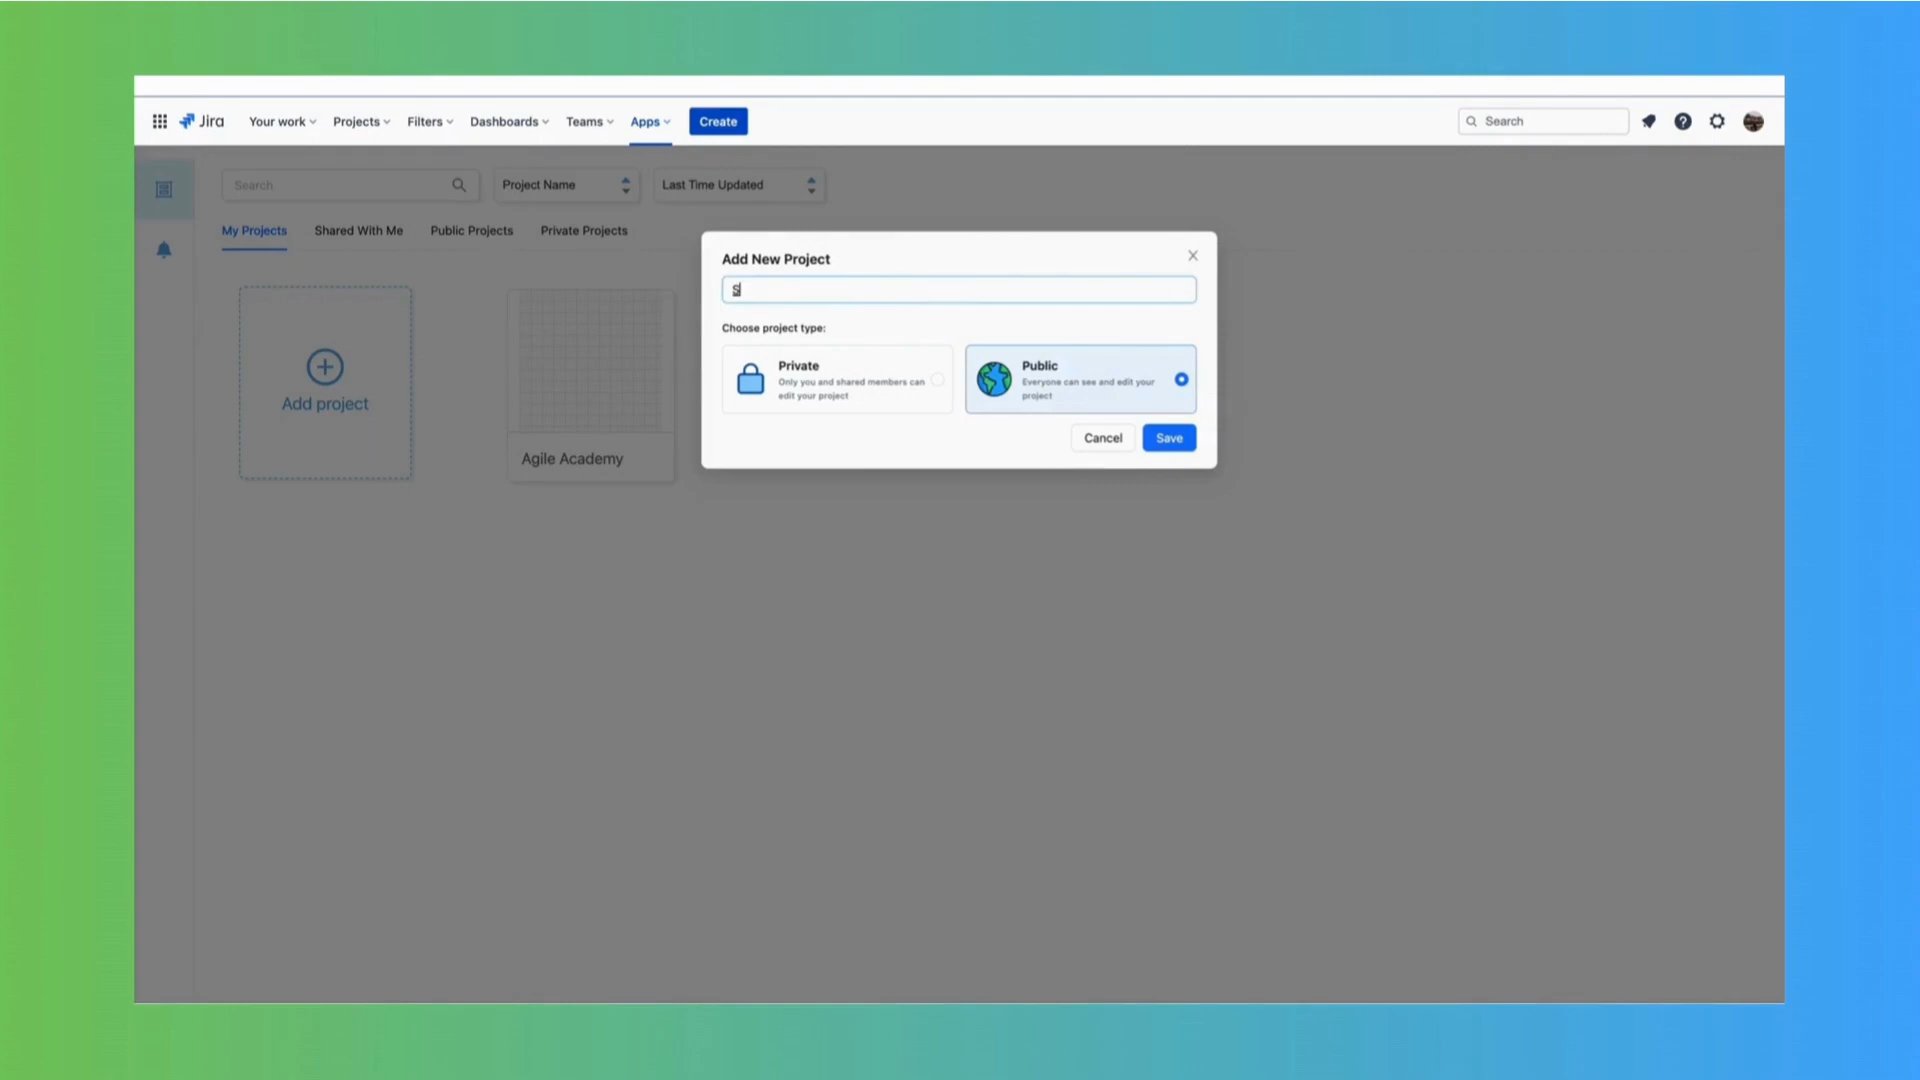 Jira Your work Projects Filters Dashboards Teams Apps Create Search
Search Project Name Last Time Updated
My Projects Shared With Me Public Projects Private Projects
Add New Project
S
Choose project type:
Private
Only you and shared members can
edit your project
Public
Everyone can see and edit your
project
Cancel Save
Add project
Agile Academy